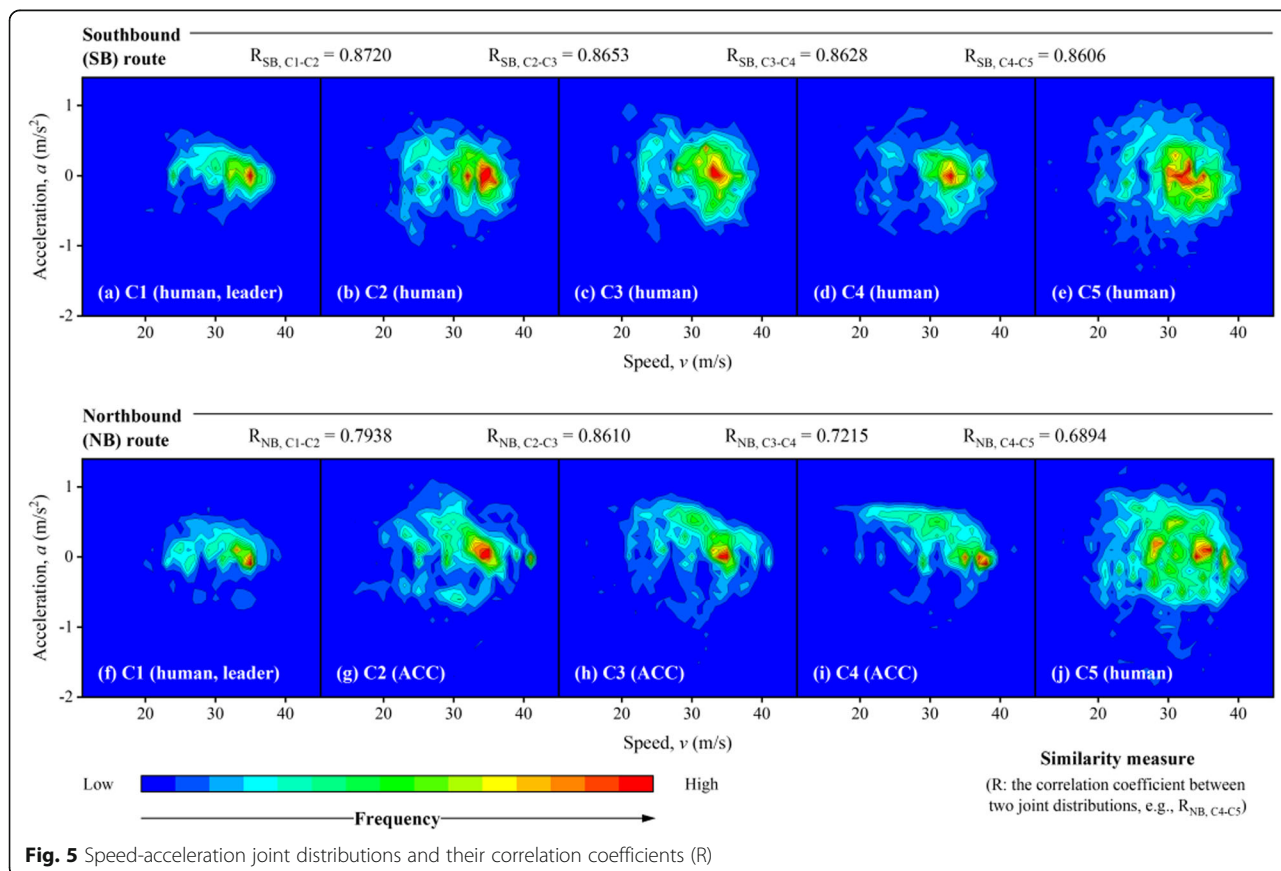 Southbound
(SB) route
R_SB, C1-C2 = 0.8720 R_SB, C2-C3 = 0.8653 R_SB, C3-C4 = 0.8628 R_SB, C4-C5 = 0.8606
Acceleration, a (m/s²)
1
0
-1
-2
(a) C1 (human, leader) (b) C2 (human) (c) C3 (human) (d) C4 (human) (e) C5 (human)
20 30 40 20 30 40 20 30 40 20 30 40 20 30 40
Speed, v (m/s)
Northbound
(NB) route
R_NB, C1-C2 = 0.7938 R_NB, C2-C3 = 0.8610 R_NB, C3-C4 = 0.7215 R_NB, C4-C5 = 0.6894
Acceleration, a (m/s²)
1
0
-1
-2
(f) C1 (human, leader) (g) C2 (ACC) (h) C3 (ACC) (i) C4 (ACC) (j) C5 (human)
20 30 40 20 30 40 20 30 40 20 30 40 20 30 40
Speed, v (m/s)
Low High
Frequency
Similarity measure
(R: the correlation coefficient between
two joint distributions, e.g., R_NB, C4-C5)
Fig. 5 Speed-acceleration joint distributions and their correlation coefficients (R)